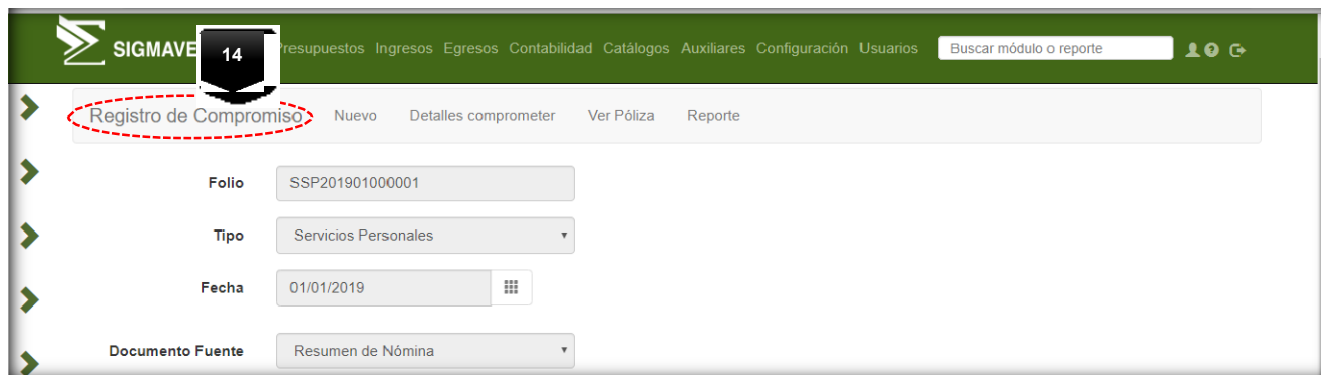 SIGMAVE 14 Presupuestos Ingresos Egresos Contabilidad Catálogos Auxiliares Configuración Usuarios Buscar módulo o reporte
Registro de Compromiso Nuevo Detalles comprometer Ver Póliza Reporte
Folio SSP201901000001
Tipo Servicios Personales
Fecha 01/01/2019
Documento Fuente Resumen de Nómina